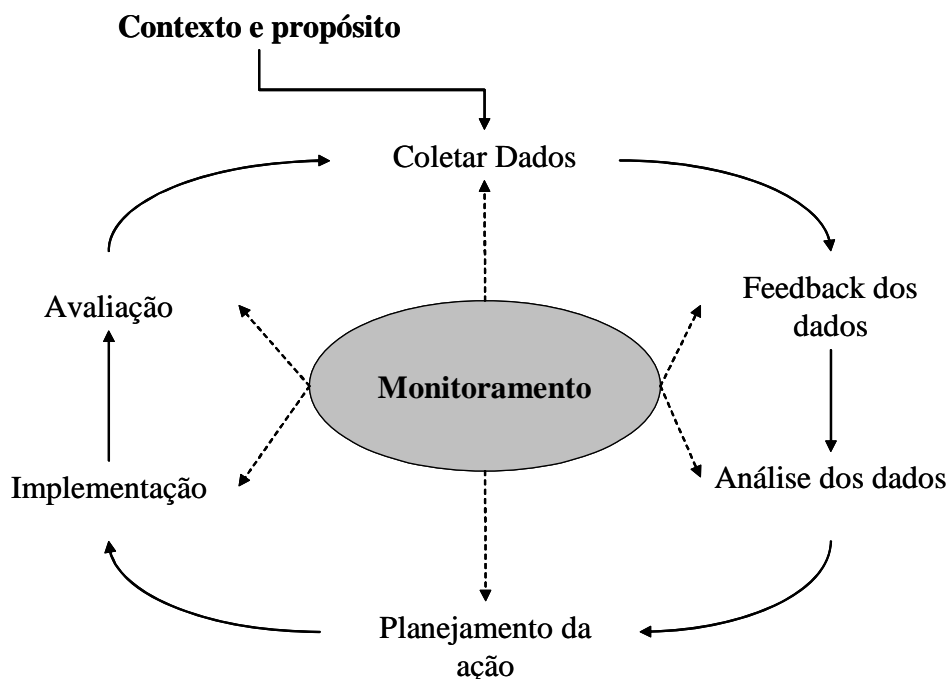 Contexto e propósito
Coletar Dados
Feedback dos
dados
Avaliação
Monitoramento
Análise dos dados
Implementação
Planejamento da
ação